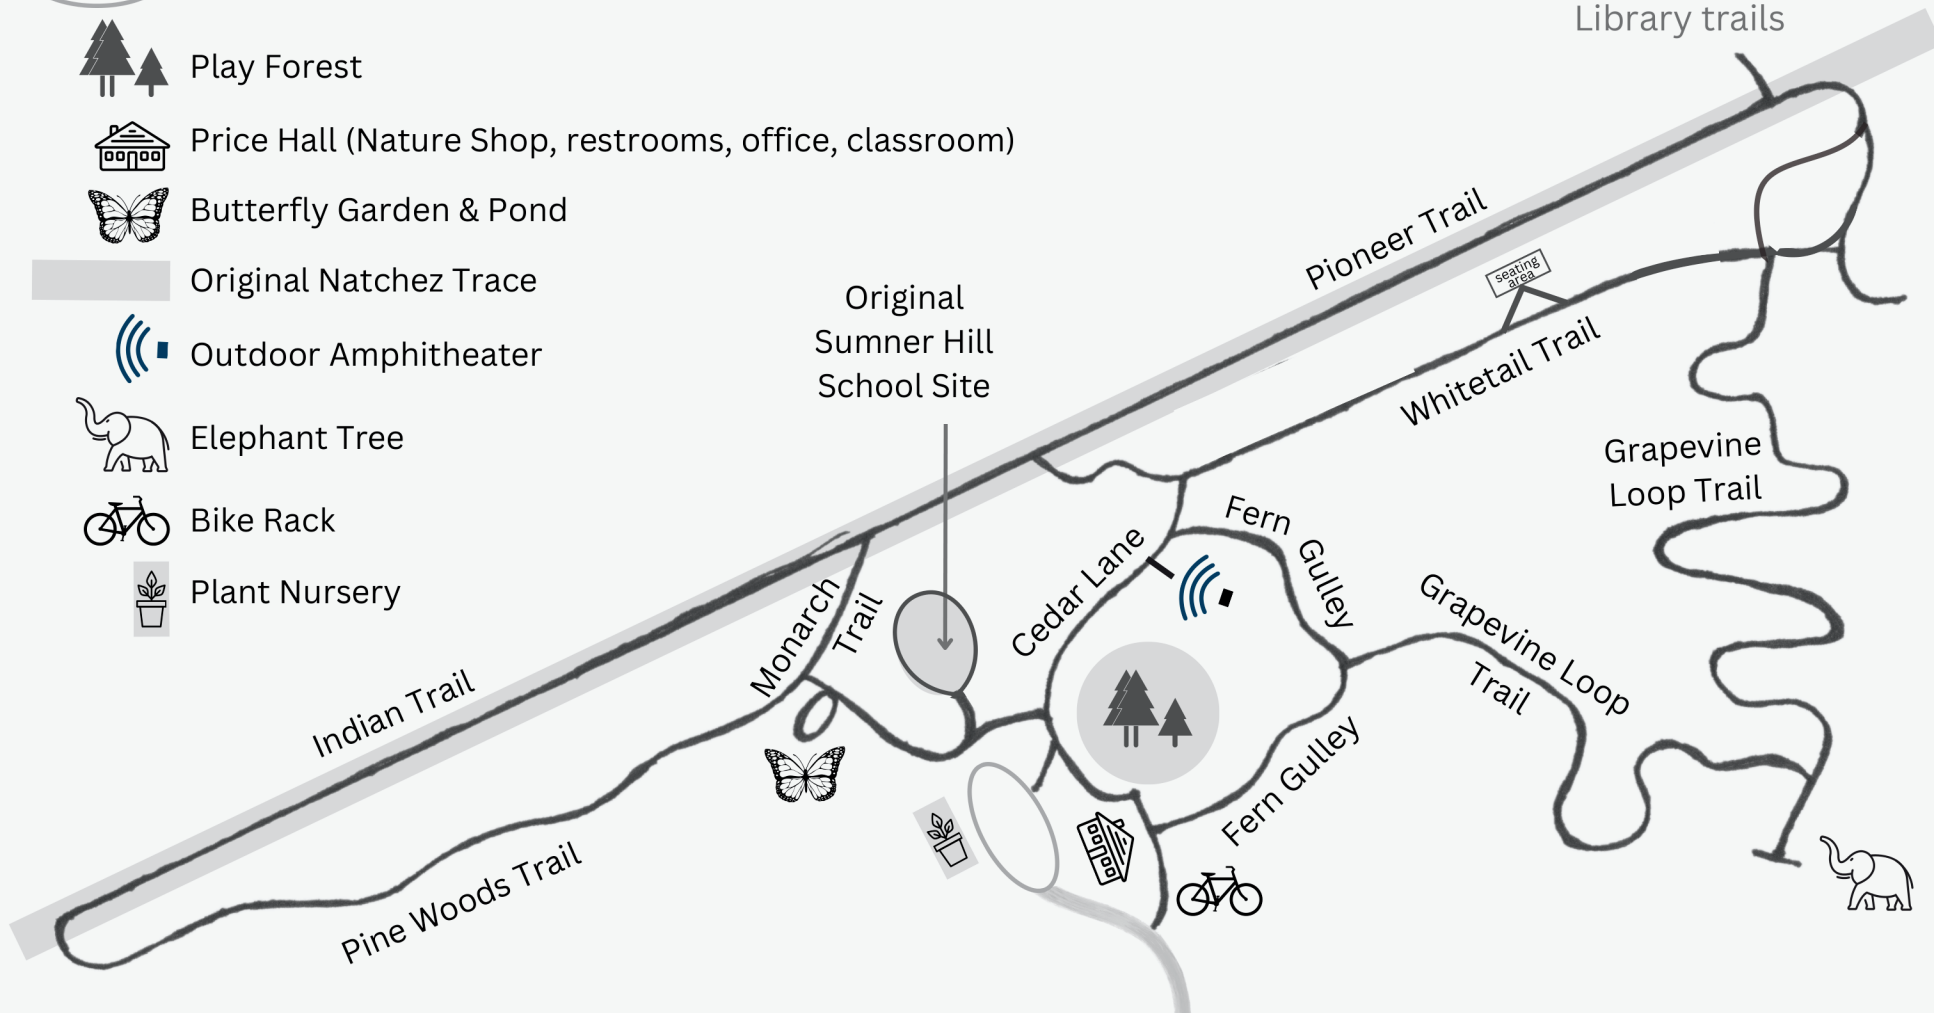 Library trails
Play Forest
Price Hall (Nature Shop, restrooms, office, classroom)
Butterfly Garden & Pond
Original Natchez Trace
Outdoor Amphitheater
Elephant Tree
Bike Rack
Plant Nursery
Original
Sumner Hill
School Site
Pioneer Trail
seating
area
Whitetail Trail
Grapevine
Loop Trail
Fern
Gulley
Cedar Lane
Monarch
Trail
Grapevine Loop
Trail
Indian Trail
Fern Gulley
Pine Woods Trail